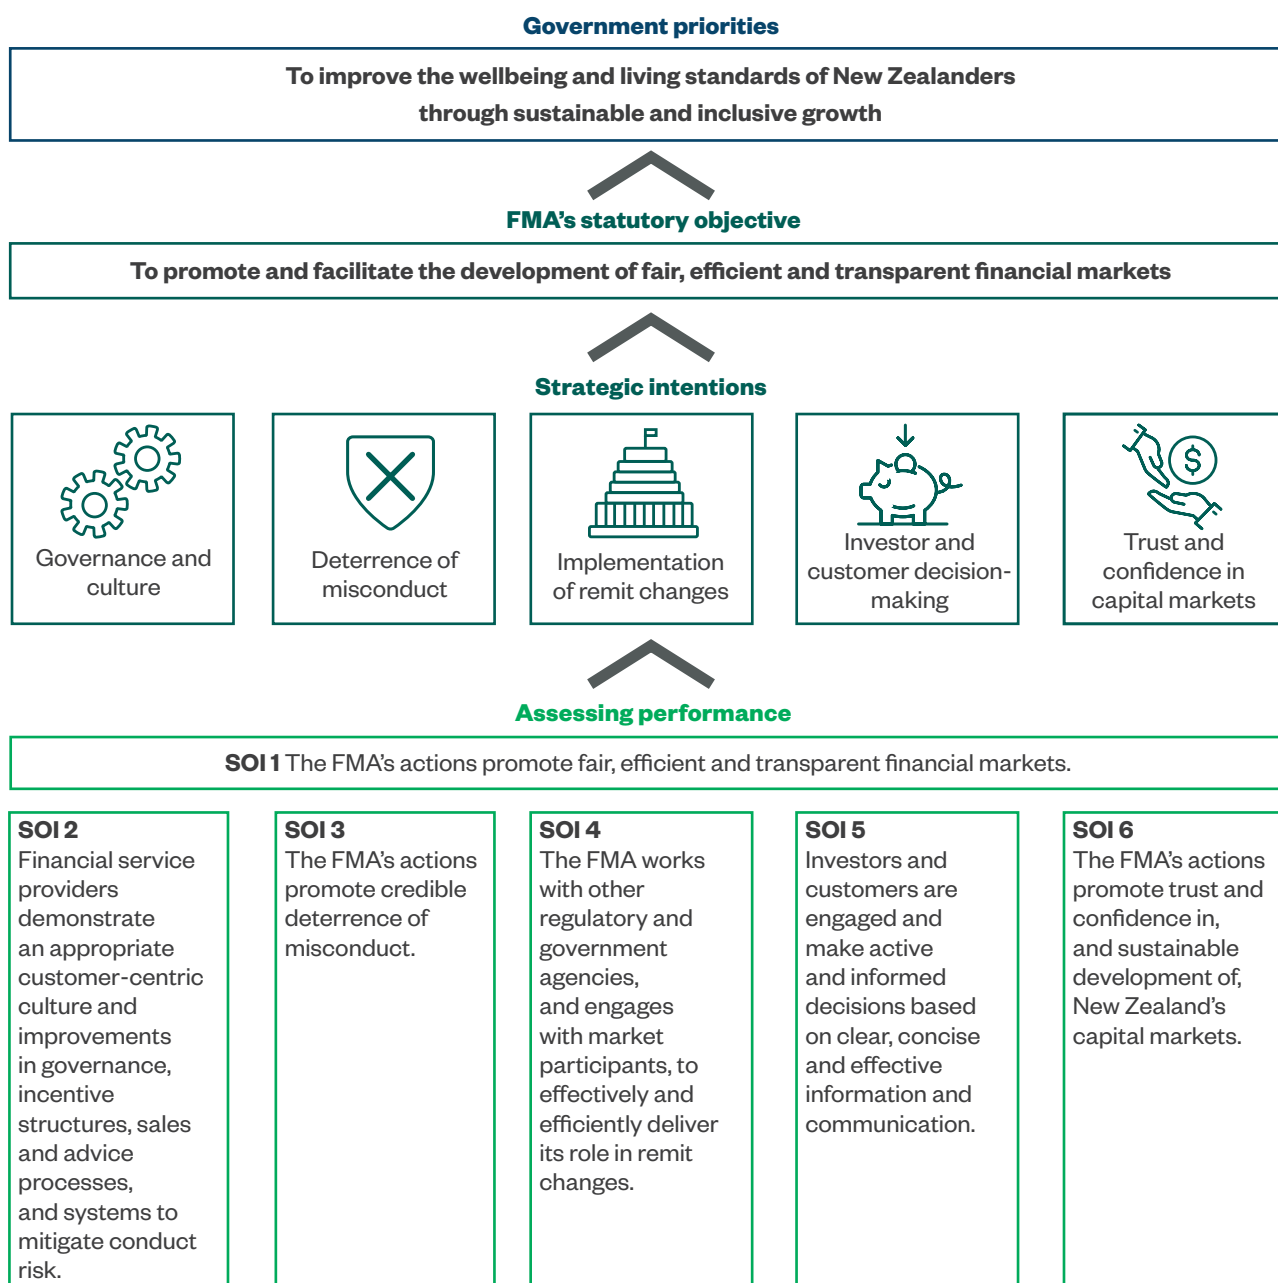 Government priorities
To improve the wellbeing and living standards of New Zealanders
through sustainable and inclusive growth
FMA’s statutory objective
To promote and facilitate the development of fair, efficient and transparent financial markets
Strategic intentions
Governance and
culture
Deterrence of
misconduct
Implementation
of remit changes
Investor and
customer decision-
making
$
Trust and
confidence in
capital markets
Assessing performance
SOI 1 The FMA’s actions promote fair, efficient and transparent financial markets.
SOI 2
Financial service
providers
demonstrate
an appropriate
customer-centric
culture and
improvements
in governance,
incentive
structures, sales
and advice
processes,
and systems to
mitigate conduct
risk.
SOI 3
The FMA’s actions
promote credible
deterrence of
misconduct.
SOI 4
The FMA works
with other
regulatory and
government
agencies,
and engages
with market
participants, to
effectively and
efficiently deliver
its role in remit
changes.
SOI 5
Investors and
customers are
engaged and
make active
and informed
decisions based
on clear, concise
and effective
information and
communication.
SOI 6
The FMA’s actions
promote trust and
confidence in,
and sustainable
development of,
New Zealand’s
capital markets.